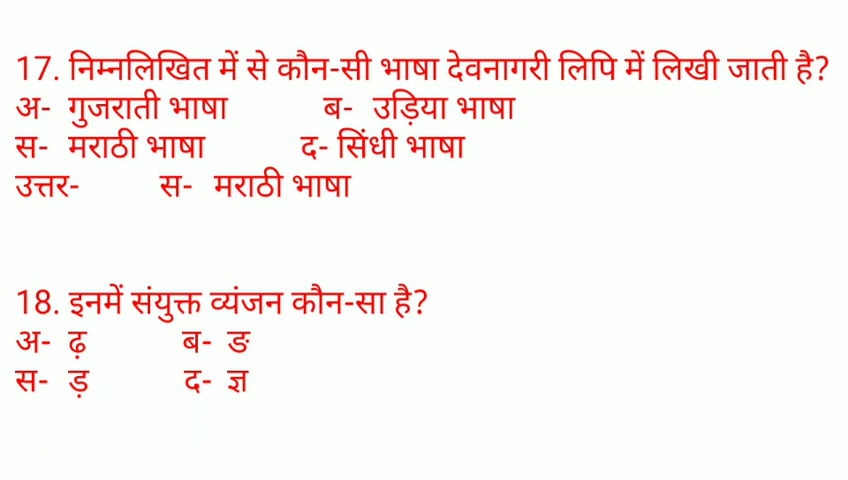 17. निम्नलिखित में से कौन-सी भाषा देवनागरी लिपि में लिखी जाती है?
अ- गुजराती भाषा ब- उड़िया भाषा
स- मराठी भाषा द- सिंधी भाषा
उत्तर- स- मराठी भाषा
18. इनमें संयुक्त व्यंजन कौन-सा है?
अ- ढ़ ब- ङ
स- ड़ द- ज्ञ